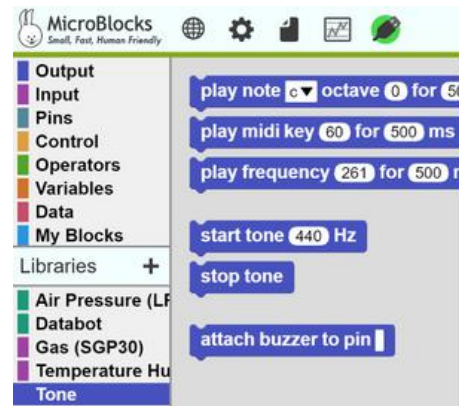 MicroBlocks
Small, Fast, Human Friendly
Output
Input
Pins
Control
Operators
Variables
Data
My Blocks
Libraries +
Air Pressure (LP
Databot
Gas (SGP30)
Temperature Hu
Tone
play note c octave 0 for 50
play midi key 60 for 500 ms
play frequency 261 for 500 m
start tone 440 Hz
stop tone
attach buzzer to pin